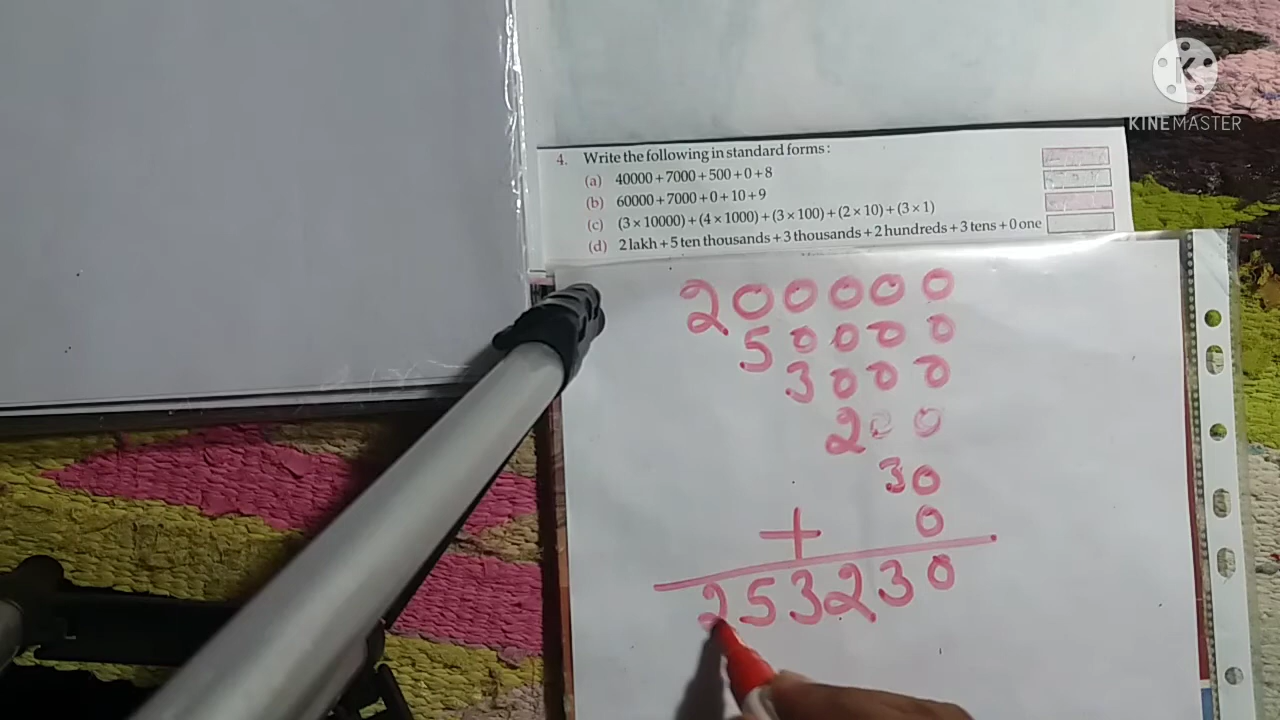 KINEMASTER
4. Write the following in standard forms :
(a) 40000 + 7000 + 500 + 0 + 8
(b) 60000 + 7000 + 0 + 10 + 9
(c) (3 × 10000) + (4 × 1000) + (3 × 100) + (2 × 10) + (3 × 1)
(d) 2 lakh + 5 ten thousands + 3 thousands + 2 hundreds + 3 tens + 0 one
200000
50000
3000
200
30
+ 0
253230